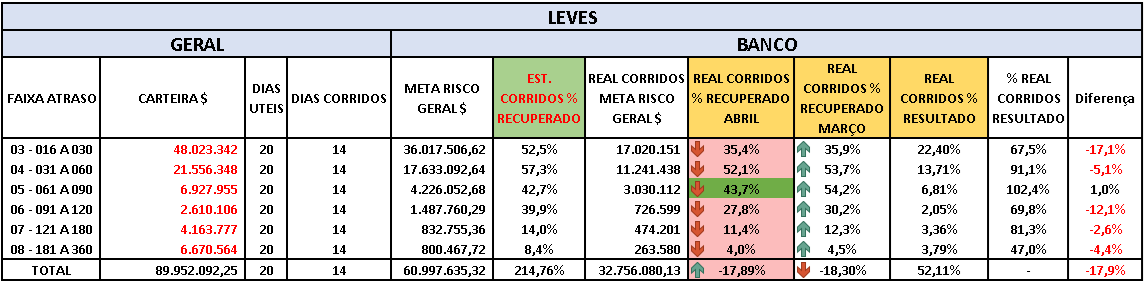 LEVES
GERAL BANCO
FAIXA ATRASO CARTEIRA $ DIAS UTEIS DIAS CORRIDOS META RISCO GERAL $ EST. CORRIDOS % RECUPERADO REAL CORRIDOS META RISCO GERAL $ REAL CORRIDOS % RECUPERADO ABRIL REAL CORRIDOS % RECUPERADO MARÇO REAL CORRIDOS % RESULTADO % REAL CORRIDOS RESULTADO Diferença
03 - 016 A 030 48.023.342 20 14 36.017.506,62 52,5% 17.020.151 35,4% 35,9% 22,40% 67,5% -17,1%
04 - 031 A 060 21.556.348 20 14 17.633.092,64 57,3% 11.241.438 52,1% 53,7% 13,71% 91,1% -5,1%
05 - 061 A 090 6.927.955 20 14 4.226.052,68 42,7% 3.030.112 43,7% 54,2% 6,81% 102,4% 1,0%
06 - 091 A 120 2.610.106 20 14 1.487.760,29 39,9% 726.599 27,8% 30,2% 2,05% 69,8% -12,1%
07 - 121 A 180 4.163.777 20 14 832.755,36 14,0% 474.201 11,4% 12,3% 3,36% 81,3% -2,6%
08 - 181 A 360 6.670.564 20 14 800.467,72 8,4% 263.580 4,0% 4,5% 3,79% 47,0% -4,4%
TOTAL 89.952.092,25 20 14 60.997.635,32 214,76% 32.756.080,13 -17,89% -18,30% 52,11% - -17,9%